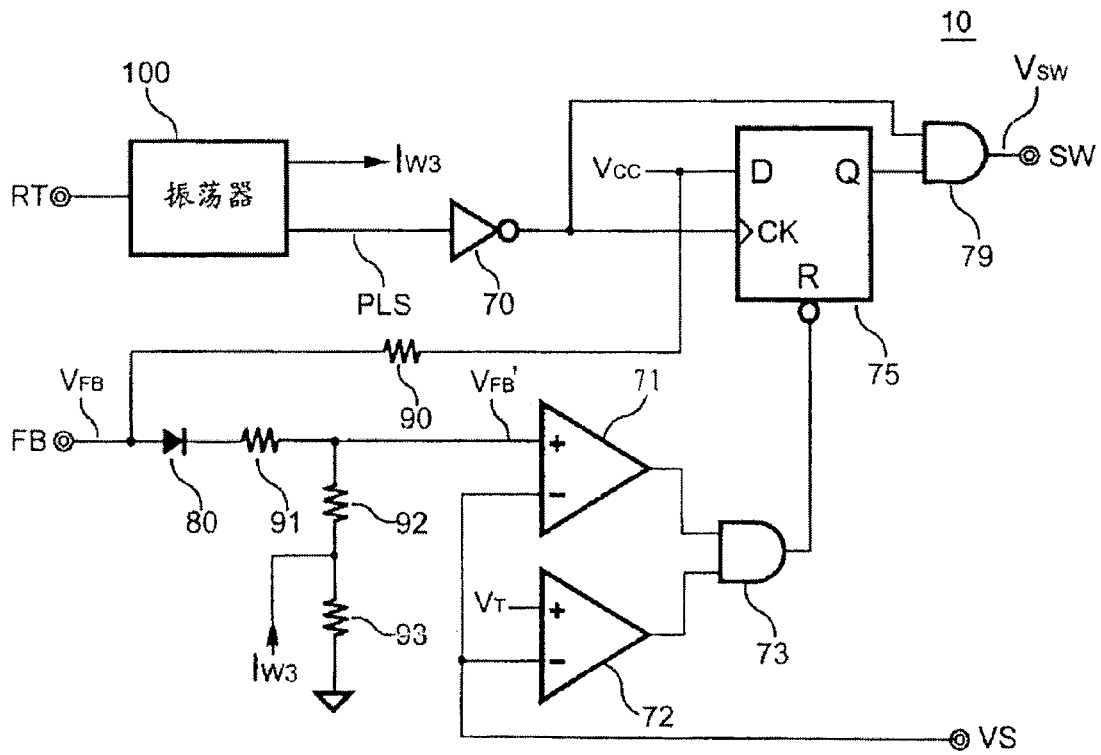 10
100
VSW
振荡器
IW3
RT
VCC
D
Q
SW
CK
79
PLS
70
R
75
VFB
90
VFB'
71
FB
+
−
80
91
92
VT
+
−
93
73
IW3
72
VS